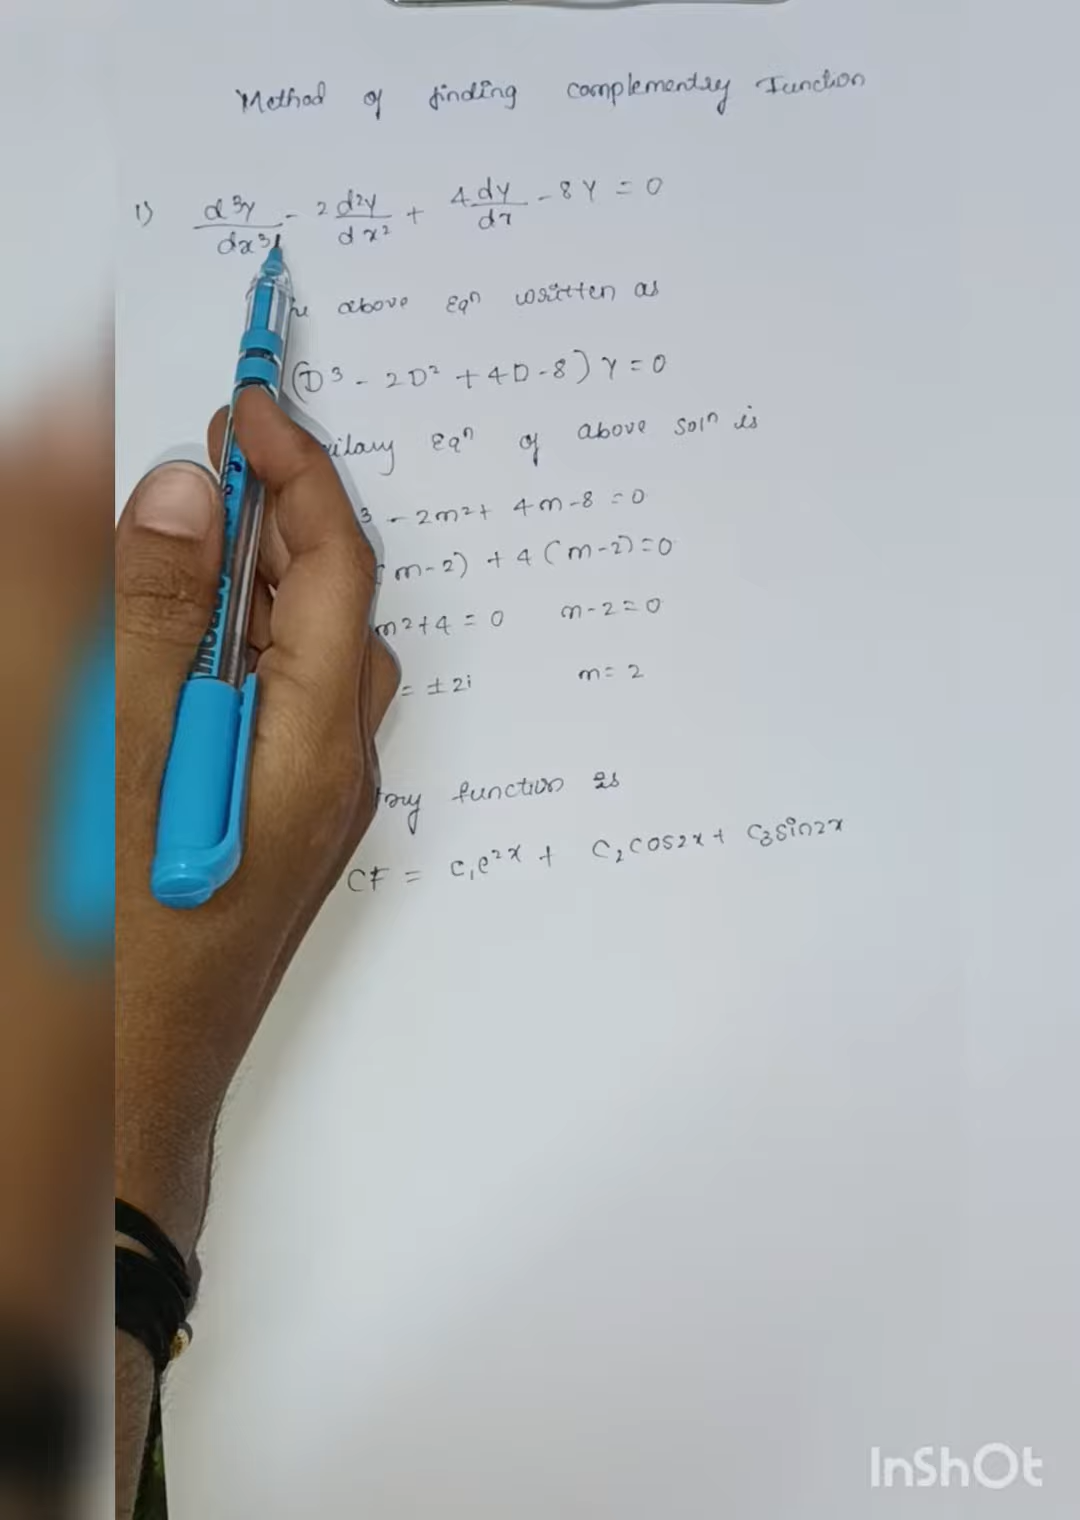 Method of finding complementry Function
1) d³y/dx³ - 2 d²y/dx² + 4 dy/dx - 8y = 0
above Eqⁿ written as
(D³ - 2D² + 4D - 8) y = 0
Eqⁿ of above solⁿ is
³ - 2m² + 4m - 8 = 0
(m-2) + 4(m-2) = 0
m² + 4 = 0 m - 2 = 0
= ±2i m = 2
function is
CF = C₁e²ˣ + C₂cos2x + C₃sin2x
InShOt